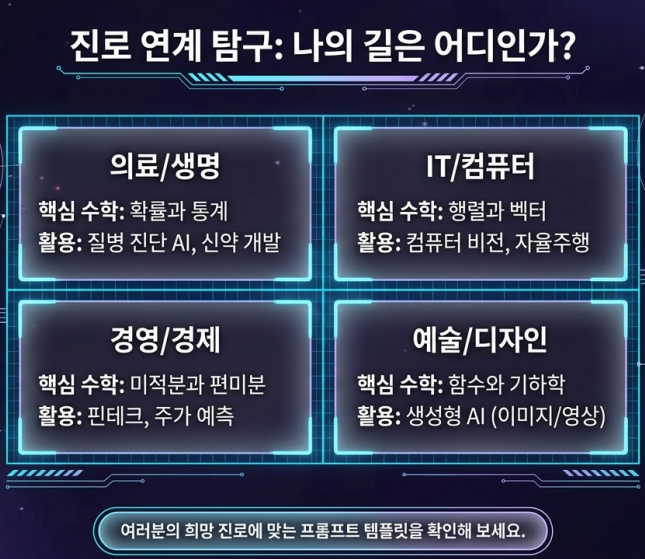 진로 연계 탐구: 나의 길은 어디인가?
의료/생명
핵심 수학: 확률과 통계
활용: 질병 진단 AI, 신약 개발
IT/컴퓨터
핵심 수학: 행렬과 벡터
활용: 컴퓨터 비전, 자율주행
경영/경제
핵심 수학: 미적분과 편미분
활용: 핀테크, 주가 예측
예술/디자인
핵심 수학: 함수와 기하학
활용: 생성형 AI (이미지/영상)
여러분의 희망 진로에 맞는 프롬프트 템플릿을 확인해 보세요.